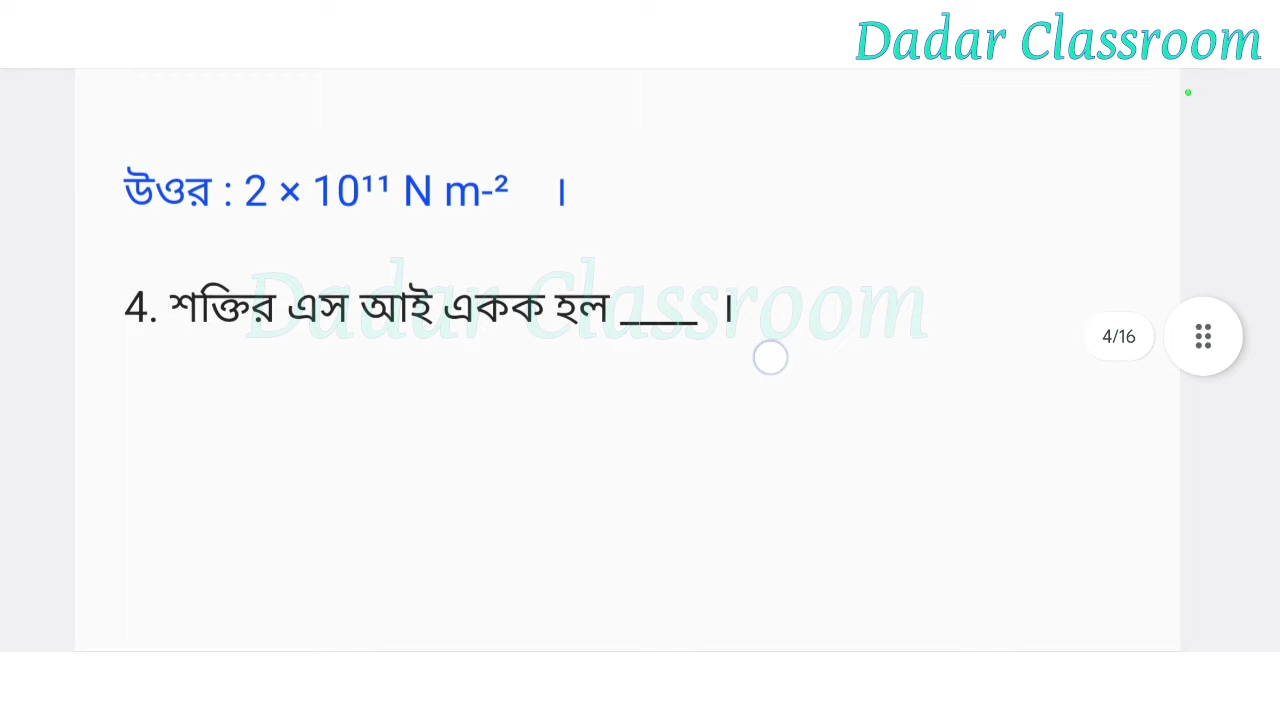 Dadar Classroom
উওর : 2 × 10¹¹ N m-² ।
Dadar Classroom
4. শক্তির এস আই একক হল ____ ।
4/16